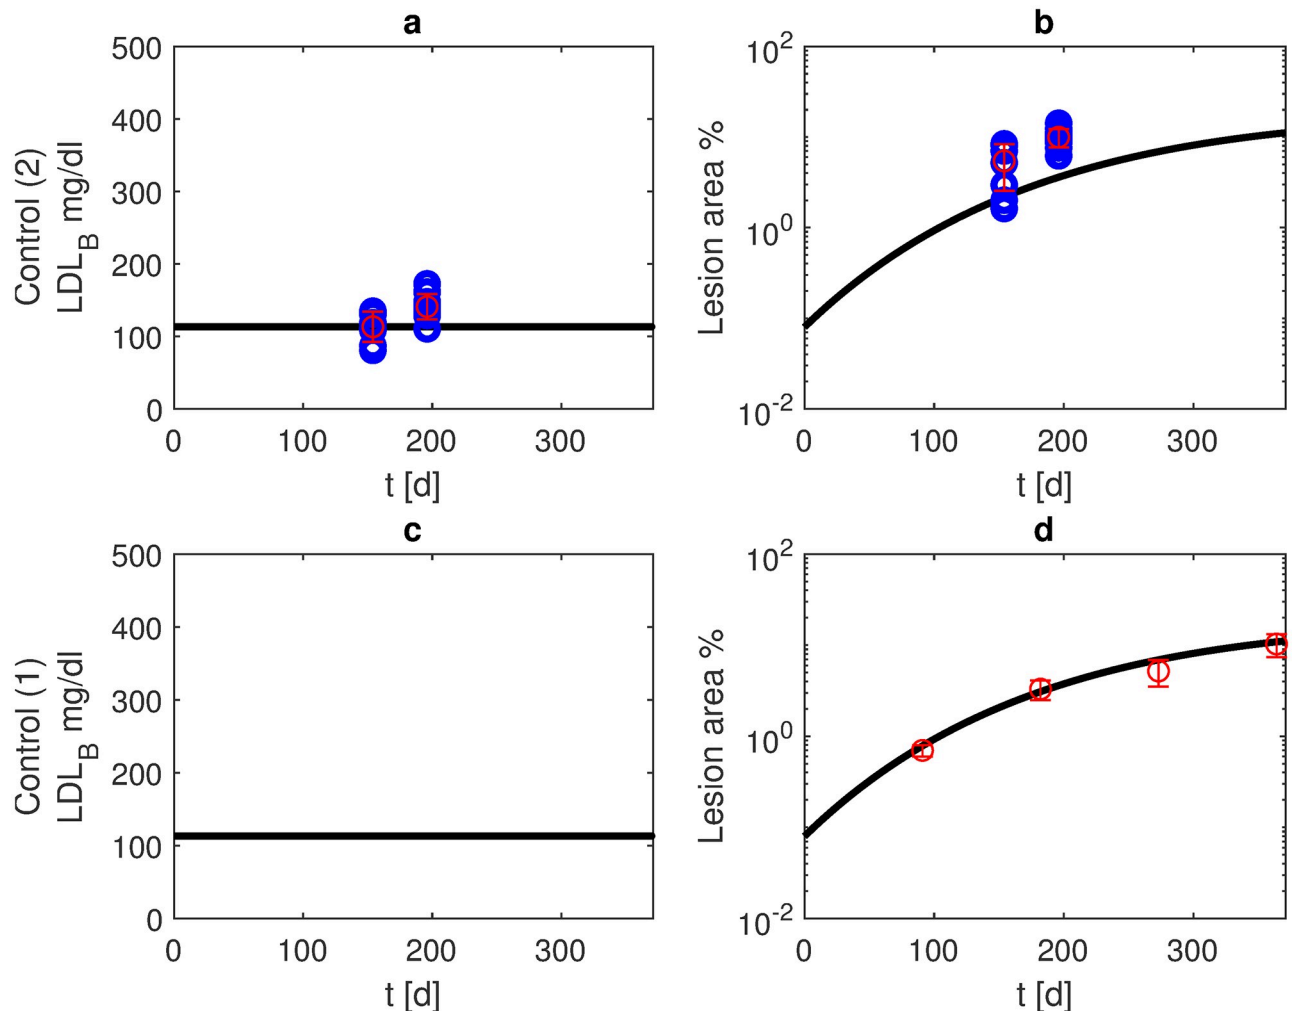 a
500
400
300
200
100
0
0 100 200 300
t [d]
Control (2)
LDL_B mg/dl
b
10^2
10^0
10^-2
0 100 200 300
t [d]
Lesion area %
c
500
400
300
200
100
0
0 100 200 300
t [d]
Control (1)
LDL_B mg/dl
d
10^2
10^0
10^-2
0 100 200 300
t [d]
Lesion area %